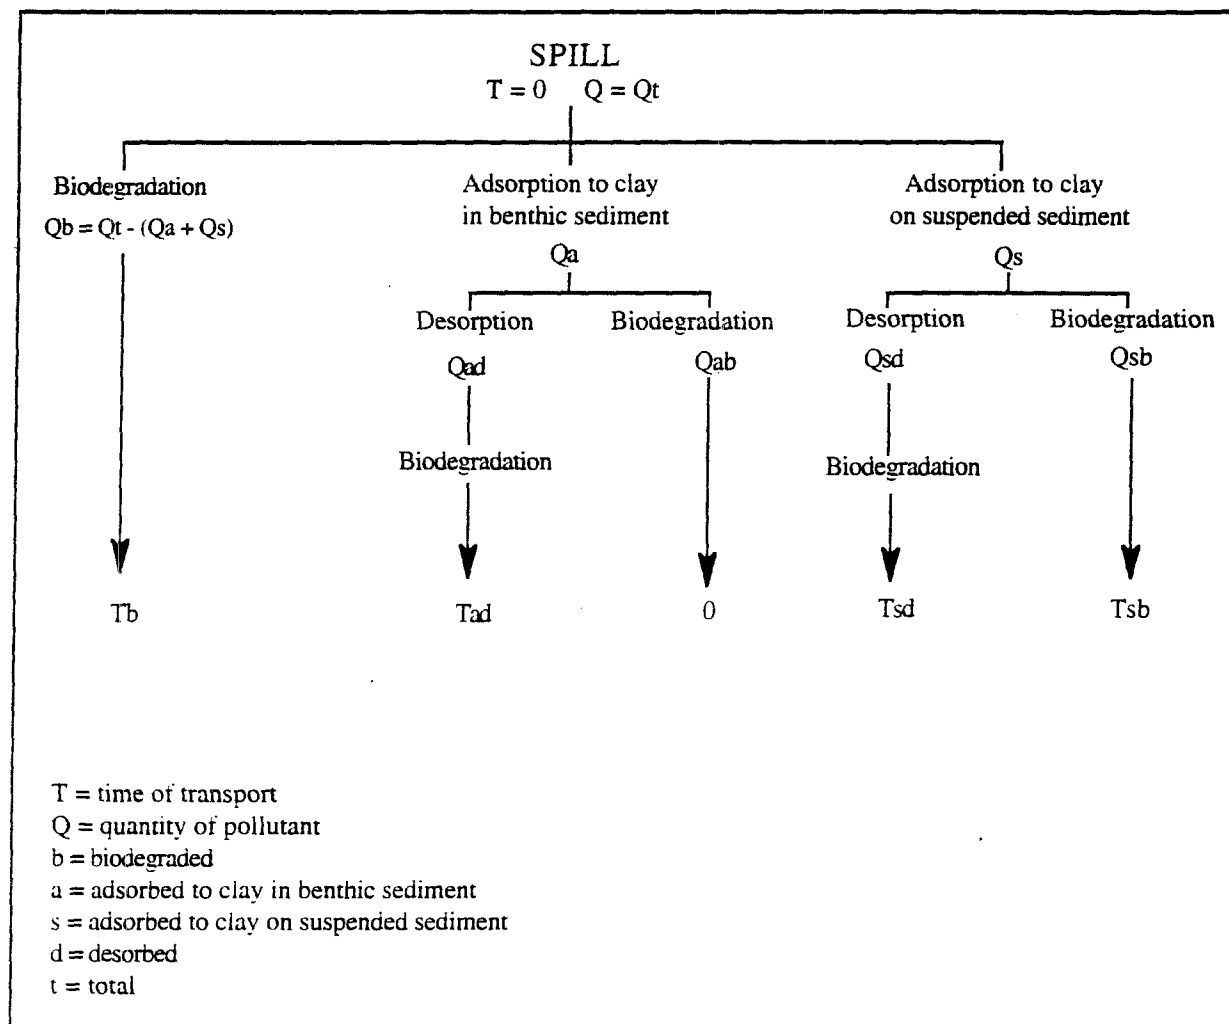 SPILL
T = 0 Q = Qt
Biodegradation
Qb = Qt - (Qa + Qs)
Adsorption to clay
in benthic sediment
Qa
Adsorption to clay
on suspended sediment
Qs
Desorption
Qad
Biodegradation
Qab
Desorption
Qsd
Biodegradation
Qsb
Biodegradation
Biodegradation
Tb
Tad
0
Tsd
Tsb
T = time of transport
Q = quantity of pollutant
b = biodegraded
a = adsorbed to clay in benthic sediment
s = adsorbed to clay on suspended sediment
d = desorbed
t = total